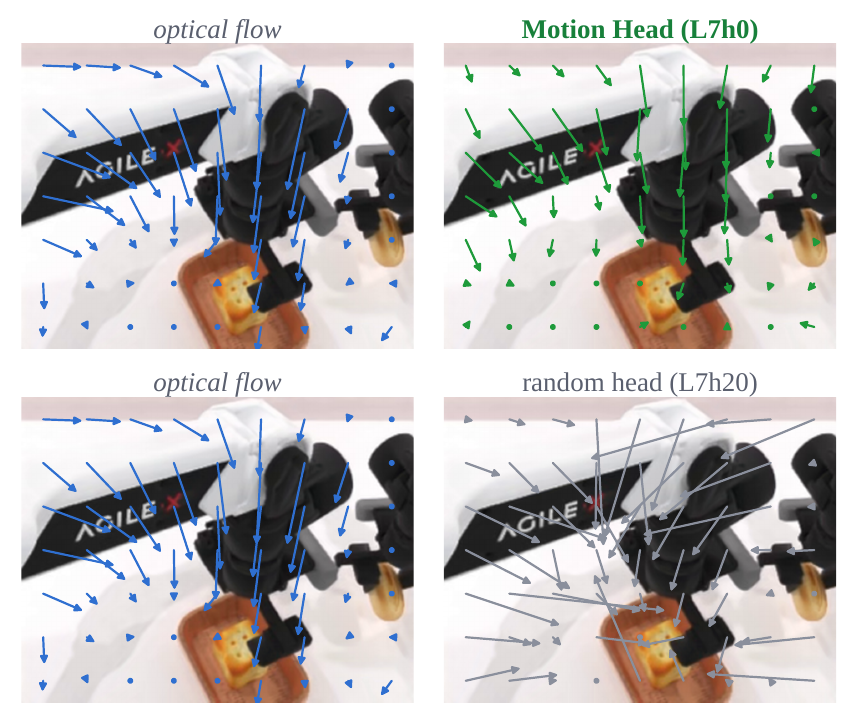 optical flow
Motion Head (L7h0)
AGILE X
AGILE X
optical flow
random head (L7h20)
AGILE X
AGILE X